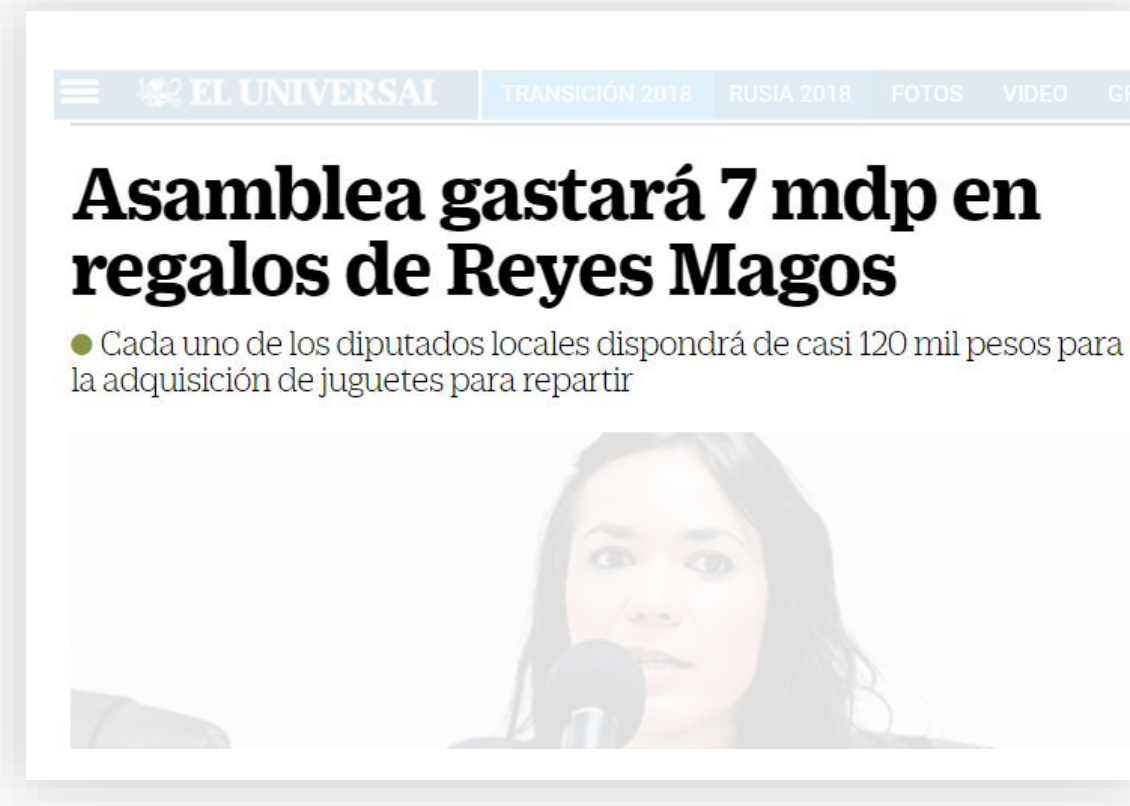 EL UNIVERSAL TRANSICIÓN 2018 RUSIA 2018 FOTOS VIDEO
Asamblea gastará 7 mdp en
regalos de Reyes Magos
Cada uno de los diputados locales dispondrá de casi 120 mil pesos para
la adquisición de juguetes para repartir